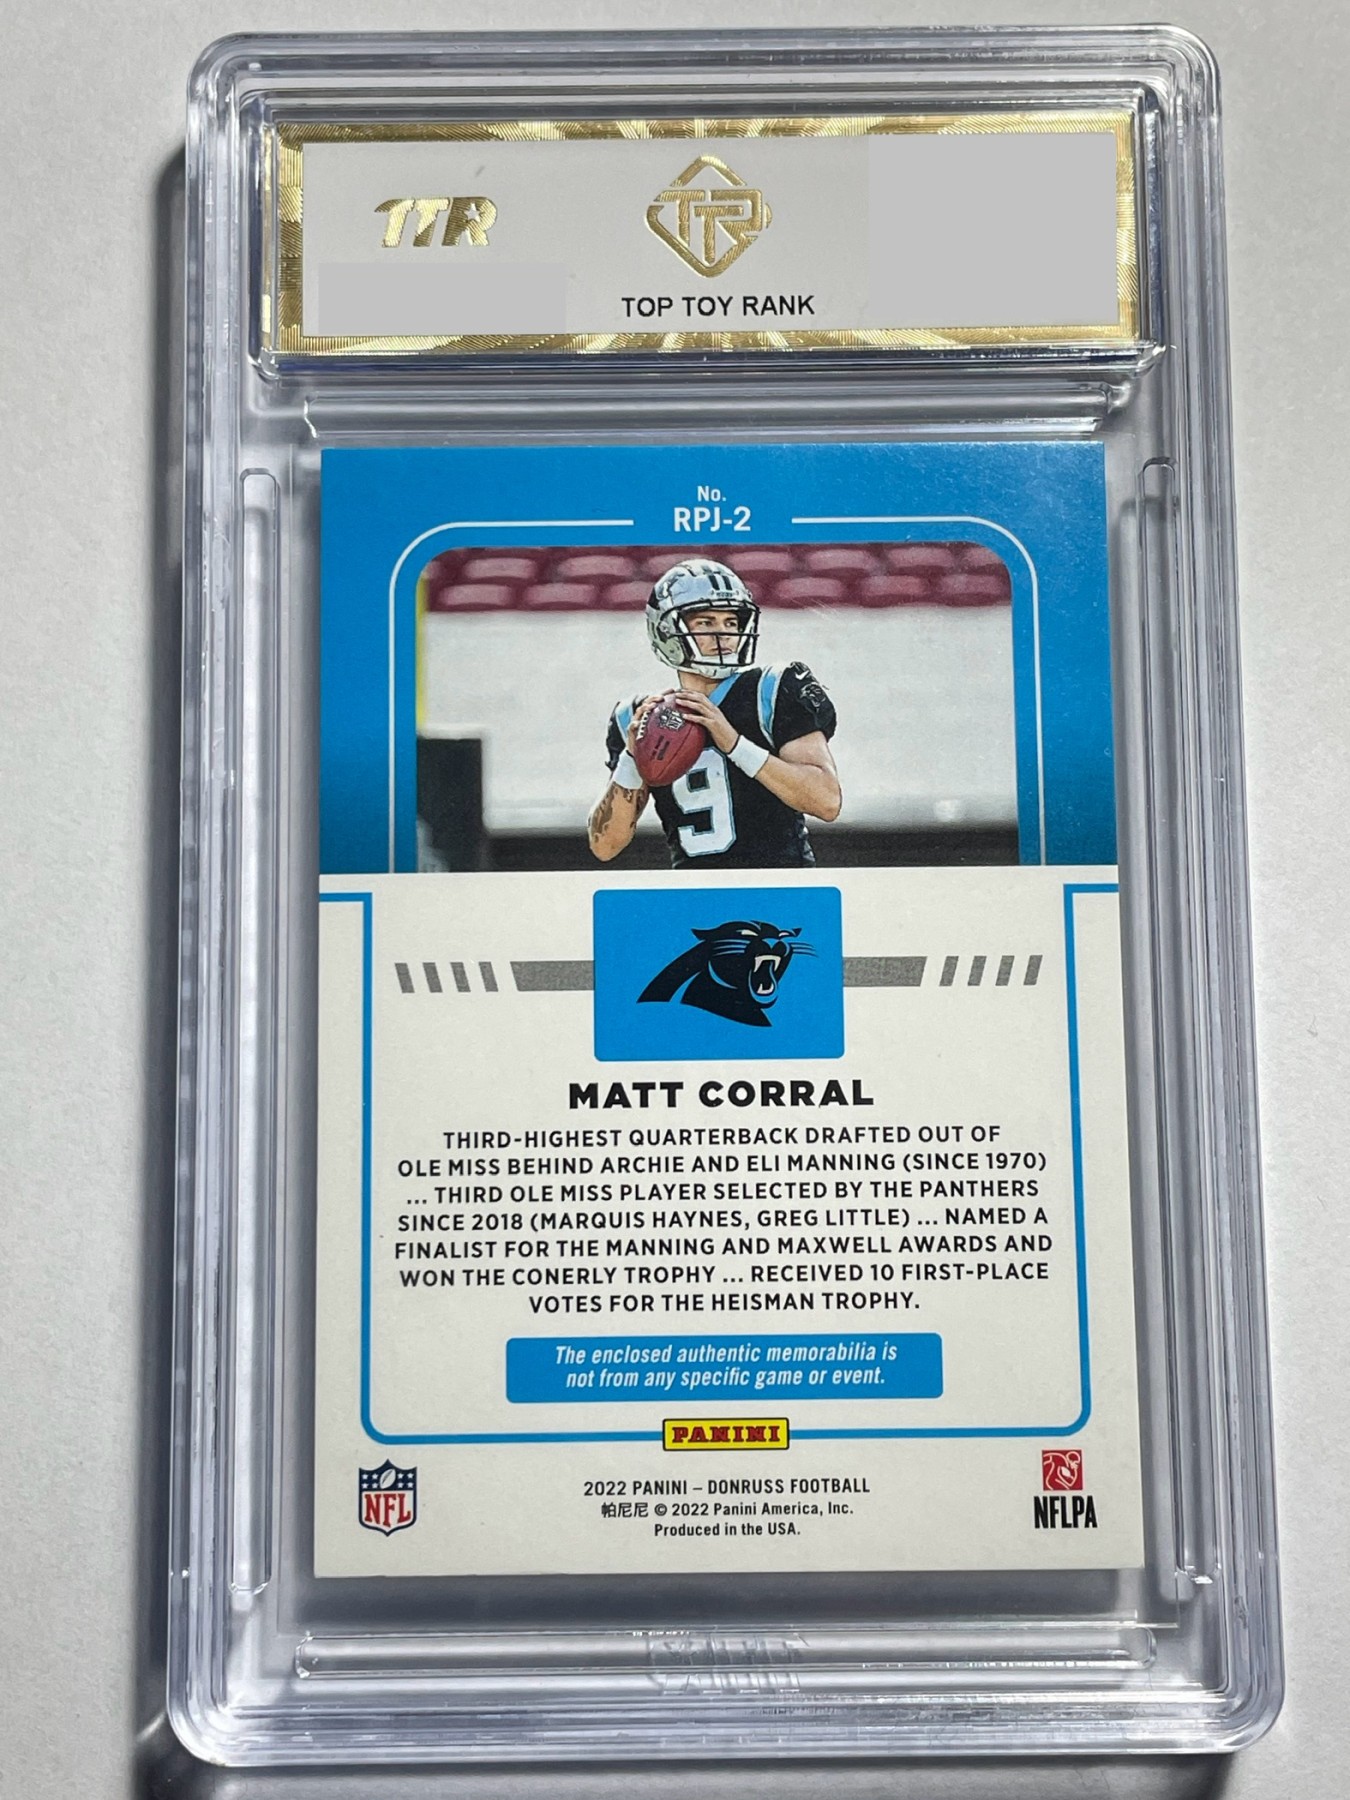 TTR
TTR
TOP TOY RANK
No.
RPJ-2
9
MATT CORRAL
THIRD-HIGHEST QUARTERBACK DRAFTED OUT OF
OLE MISS BEHIND ARCHIE AND ELI MANNING (SINCE 1970)
... THIRD OLE MISS PLAYER SELECTED BY THE PANTHERS
SINCE 2018 (MARQUIS HAYNES, GREG LITTLE) ... NAMED A
FINALIST FOR THE MANNING AND MAXWELL AWARDS AND
WON THE CONERLY TROPHY ... RECEIVED 10 FIRST-PLACE
VOTES FOR THE HEISMAN TROPHY.
The enclosed authentic memorabilia is
not from any specific game or event.
PANINI
NFL
2022 PANINI – DONRUSS FOOTBALL
帕尼尼 © 2022 Panini America, Inc.
Produced in the USA.
NFLPA